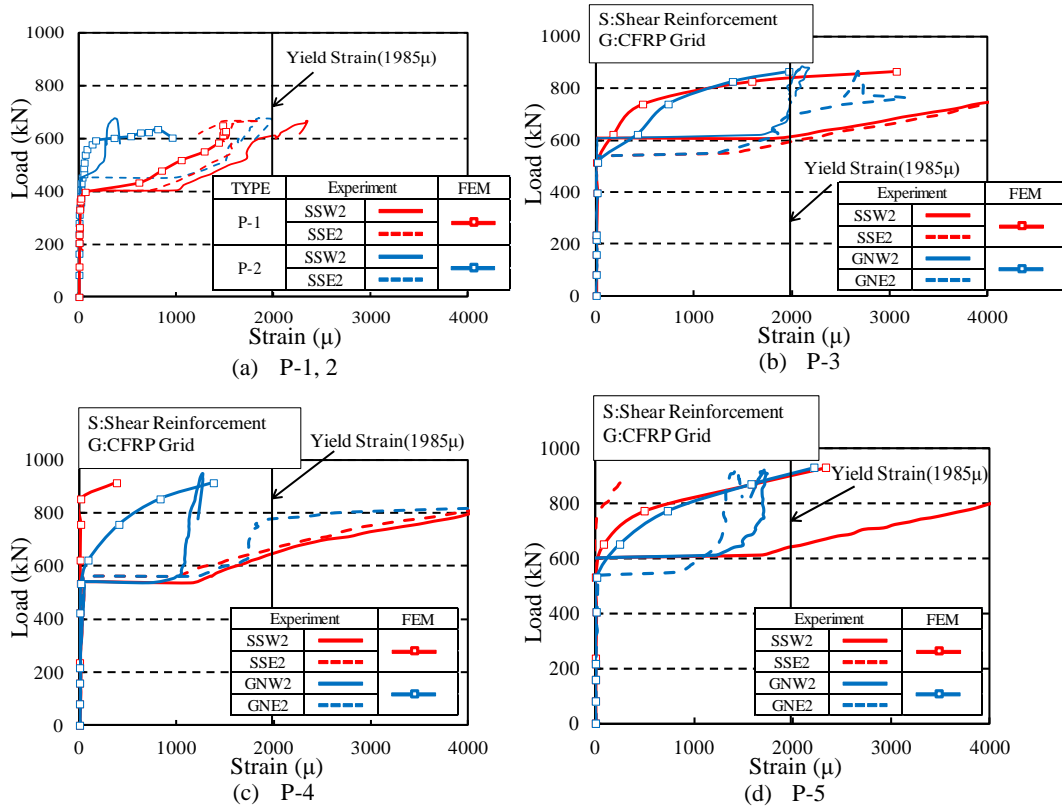 1000
800
600
400
200
0
Load (kN)
0 1000 2000 3000 4000
Strain (μ)
Yield Strain(1985μ)
TYPE Experiment FEM
P-1 SSW2
SSE2
P-2 SSW2
SSE2
(a) P-1, 2
S:Shear Reinforcement
G:CFRP Grid
1000
800
600
400
200
0
Load (kN)
0 1000 2000 3000 4000
Strain (μ)
Yield Strain(1985μ)
Experiment FEM
SSW2
SSE2
GNW2
GNE2
(b) P-3
S:Shear Reinforcement
G:CFRP Grid
1000
800
600
400
200
0
Load (kN)
0 1000 2000 3000 4000
Strain (μ)
Yield Strain(1985μ)
Experiment FEM
SSW2
SSE2
GNW2
GNE2
(c) P-4
S:Shear Reinforcement
G:CFRP Grid
1000
800
600
400
200
0
Load (kN)
0 1000 2000 3000 4000
Strain (μ)
Yield Strain(1985μ)
Experiment FEM
SSW2
SSE2
GNW2
GNE2
(d) P-5